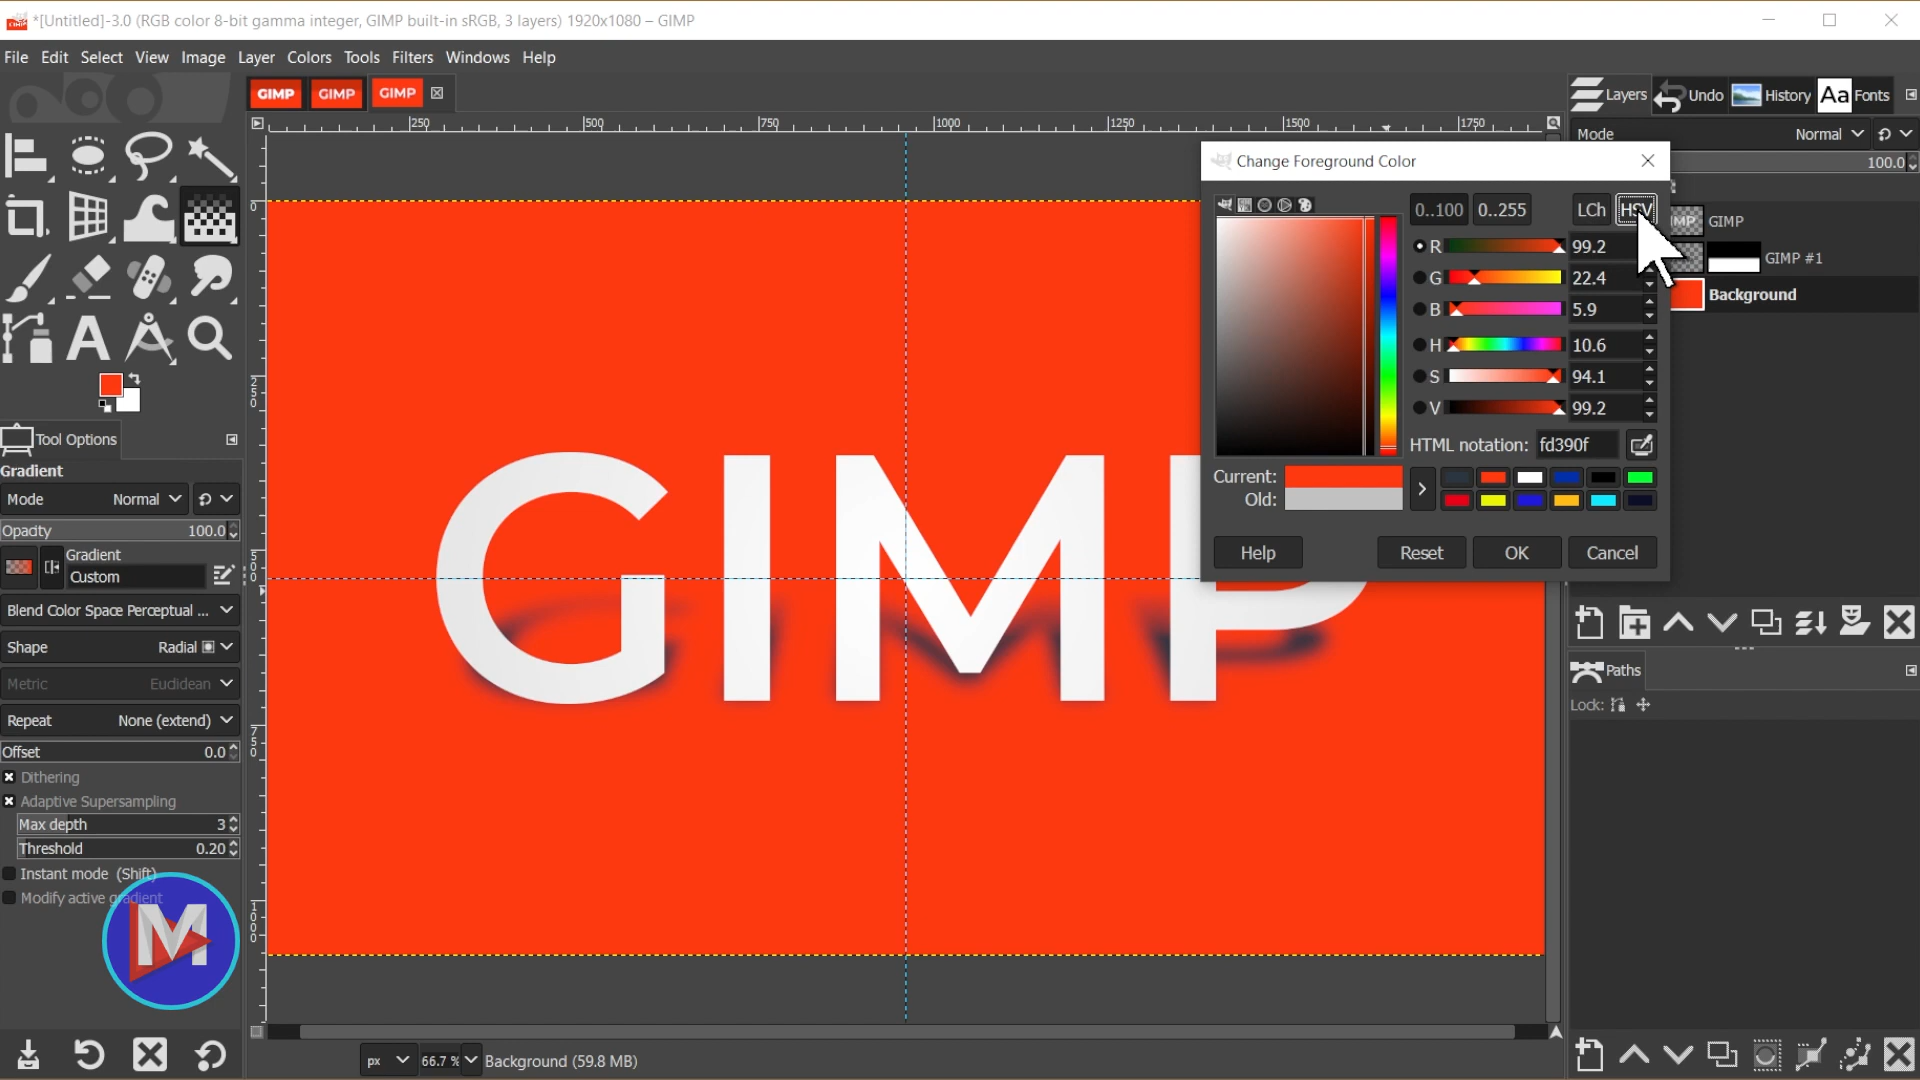 *[Untitled]-3.0 (RGB color 8-bit gamma integer, GIMP built-in sRGB, 3 layers) 1920x1080 – GIMP
File Edit Select View Image Layer Colors Tools Filters Windows Help
GIMP GIMP GIMP
Layers Undo History Aa Fonts
250 500 750 1000 1250 1500 1750
Mode Normal
100.0
Change Foreground Color
0..100 0..255 LCh HSV
R 99.2
G 22.4
B 5.9
H 10.6
S 94.1
V 99.2
HTML notation: fd390f
Current:
Old:
Help Reset OK Cancel
GIMP
GIMP #1
Background
Tool Options
Gradient
Mode Normal
Opacity 100.0
Gradient
Custom
Blend Color Space Perceptual ...
Shape Radial
Metric Euclidean
Repeat None (extend)
Offset 0.0
Dithering
Adaptive Supersampling
Max depth 3
Threshold 0.20
Instant mode (Shift)
Modify active gradient
M
0
250
500
750
1000
GIMP
Paths
Lock:
px 66.7 % Background (59.8 MB)